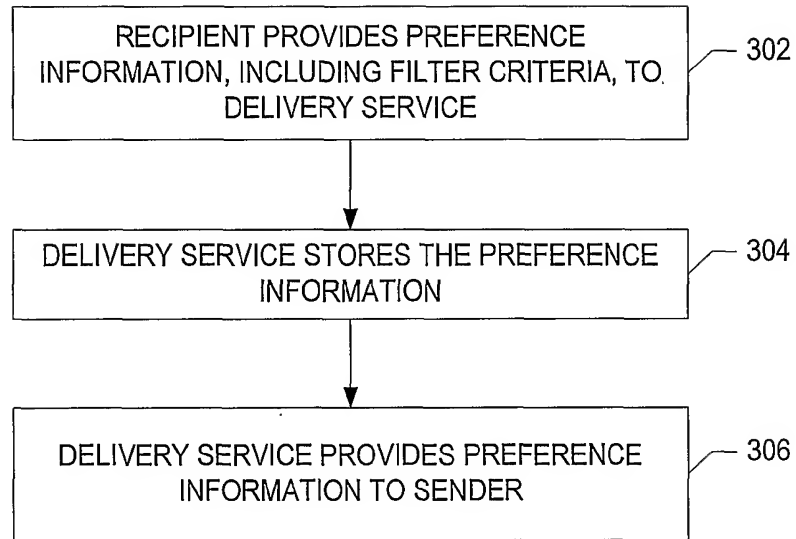 RECIPIENT PROVIDES PREFERENCE
INFORMATION, INCLUDING FILTER CRITERIA, TO
DELIVERY SERVICE
302
DELIVERY SERVICE STORES THE PREFERENCE
INFORMATION
304
DELIVERY SERVICE PROVIDES PREFERENCE
INFORMATION TO SENDER
306